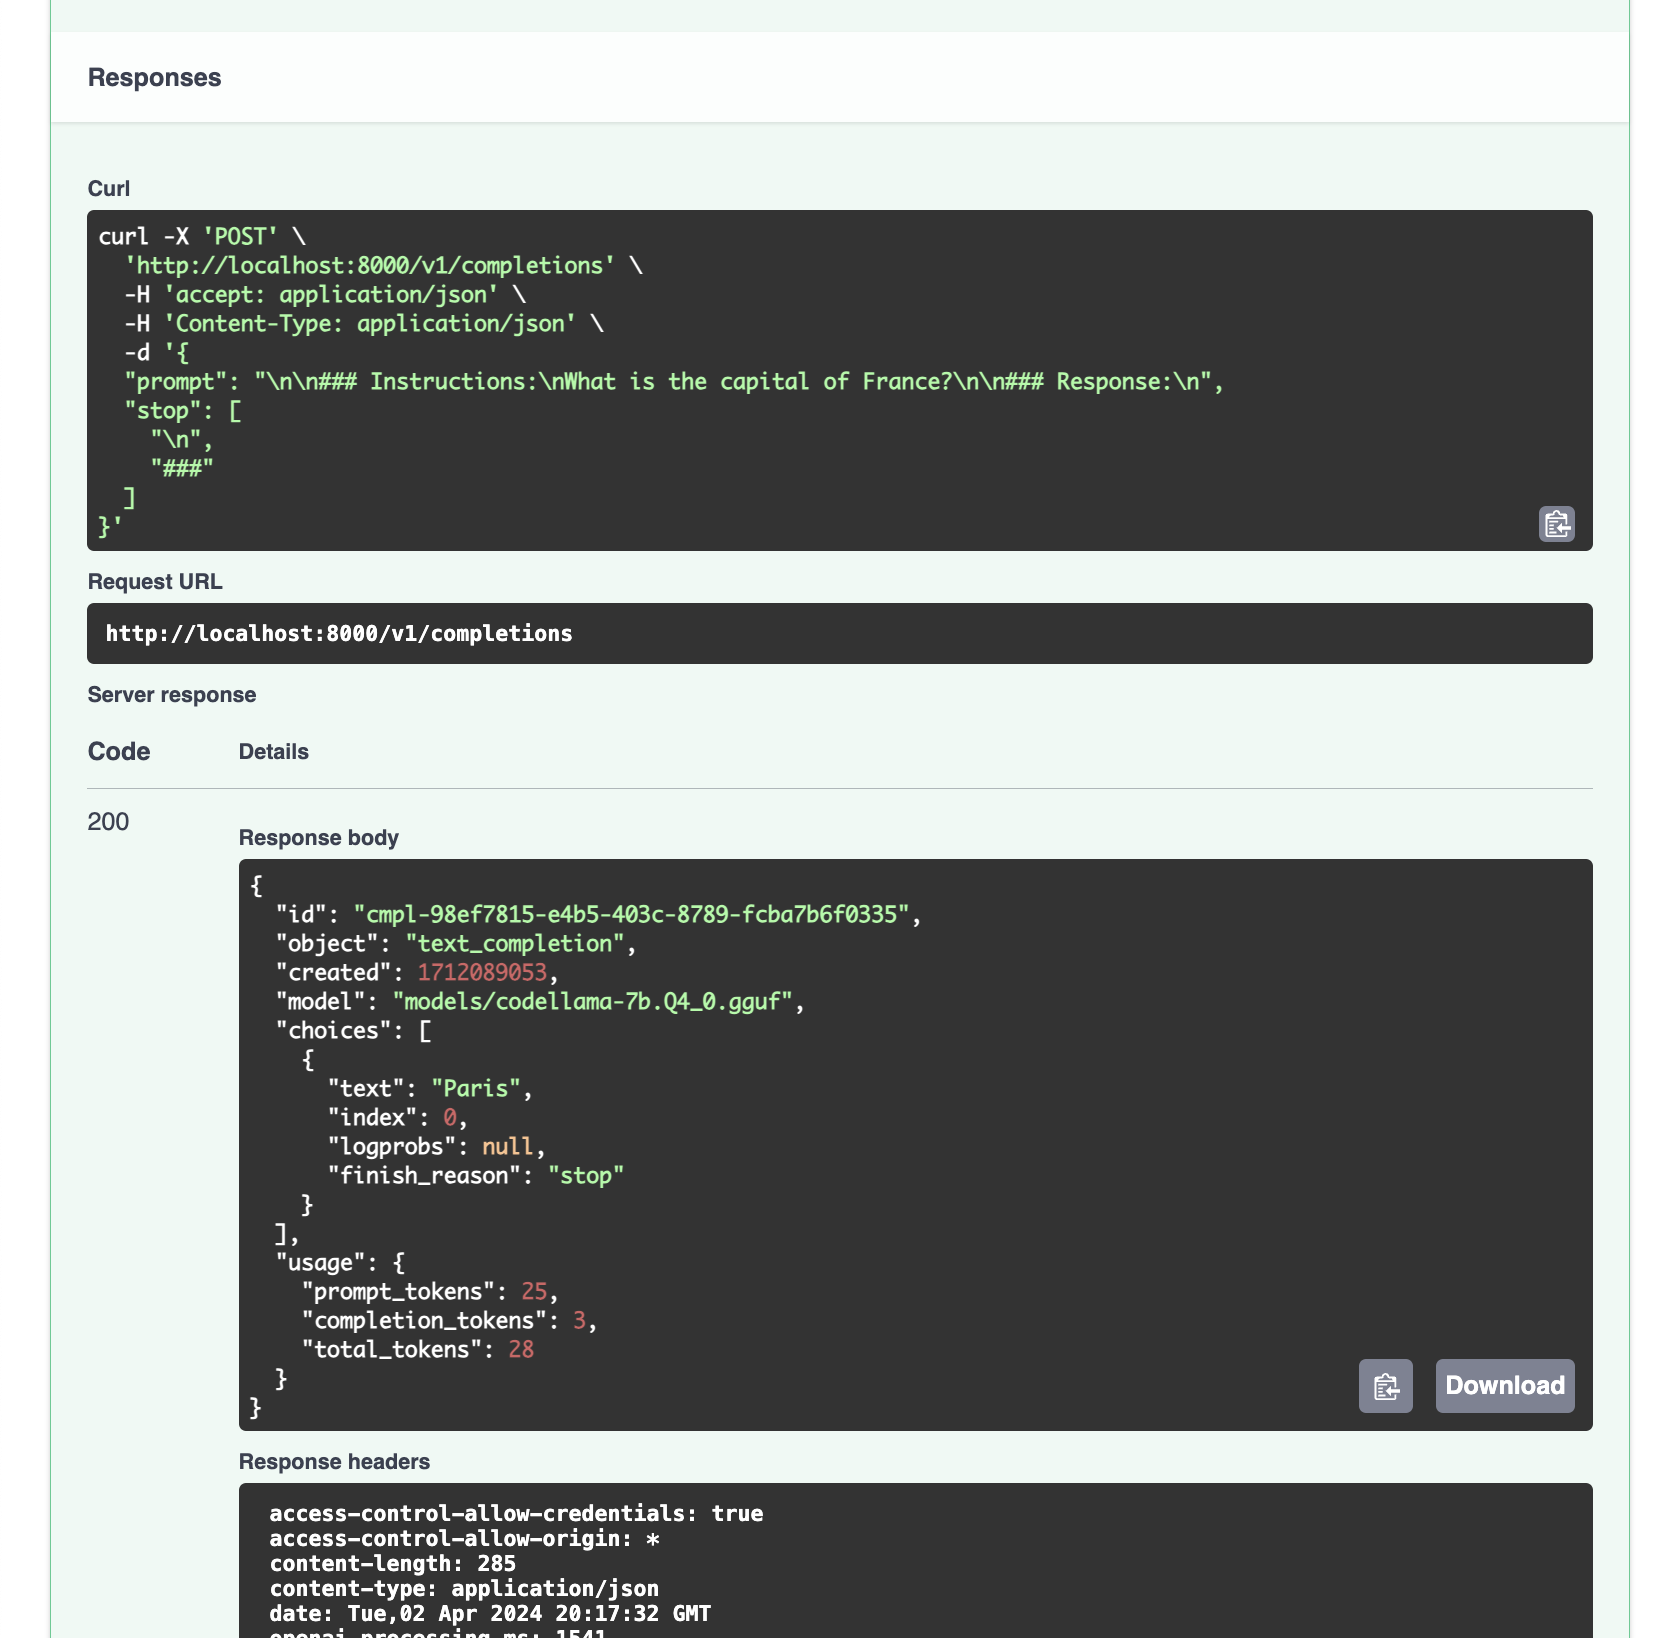 Responses
Curl
curl -X 'POST' \
  'http://localhost:8000/v1/completions' \
  -H 'accept: application/json' \
  -H 'Content-Type: application/json' \
  -d '{
  "prompt": "\n\n### Instructions:\nWhat is the capital of France?\n\n### Response:\n",
  "stop": [
    "\n",
    "###"
  ]
}'
Request URL
http://localhost:8000/v1/completions
Server response
Code Details
200
Response body
{
  "id": "cmpl-98ef7815-e4b5-403c-8789-fcba7b6f0335",
  "object": "text_completion",
  "created": 1712089053,
  "model": "models/codellama-7b.Q4_0.gguf",
  "choices": [
    {
      "text": "Paris",
      "index": 0,
      "logprobs": null,
      "finish_reason": "stop"
    }
  ],
  "usage": {
    "prompt_tokens": 25,
    "completion_tokens": 3,
    "total_tokens": 28
  }
}
Download
Response headers
access-control-allow-credentials: true
access-control-allow-origin: *
content-length: 285
content-type: application/json
date: Tue,02 Apr 2024 20:17:32 GMT
openai-processing-ms: 1541